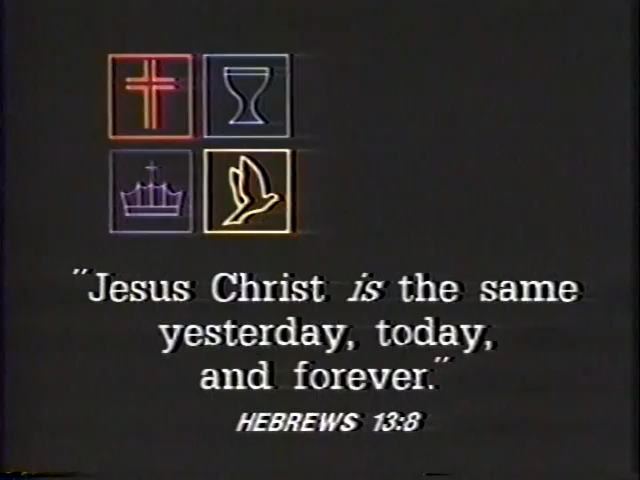 "Jesus Christ is the same
yesterday, today,
and forever."
HEBREWS 13:8